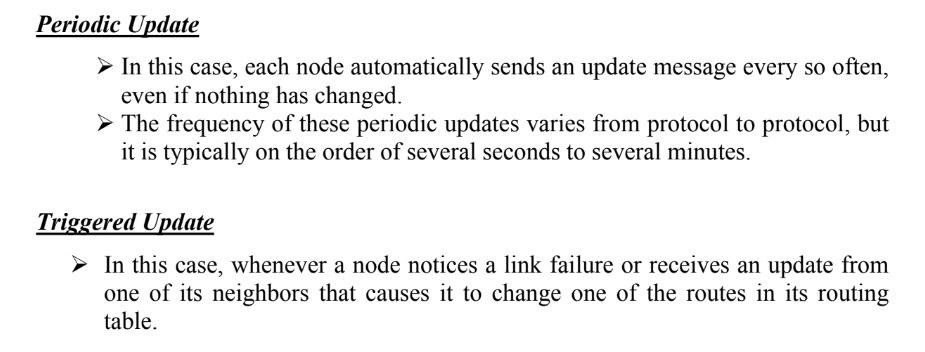 Periodic Update
➢ In this case, each node automatically sends an update message every so often,
even if nothing has changed.
➢ The frequency of these periodic updates varies from protocol to protocol, but
it is typically on the order of several seconds to several minutes.
Triggered Update
➢ In this case, whenever a node notices a link failure or receives an update from
one of its neighbors that causes it to change one of the routes in its routing
table.